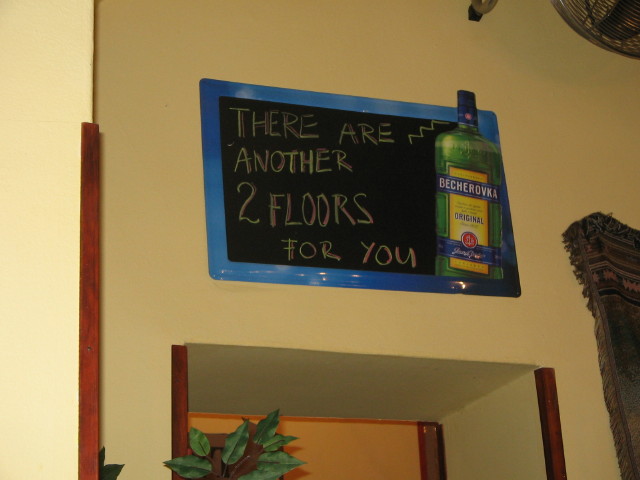 THERE ARE
ANOTHER
2 FLOORS
FOR YOU
BECHEROVKA
ORIGINAL